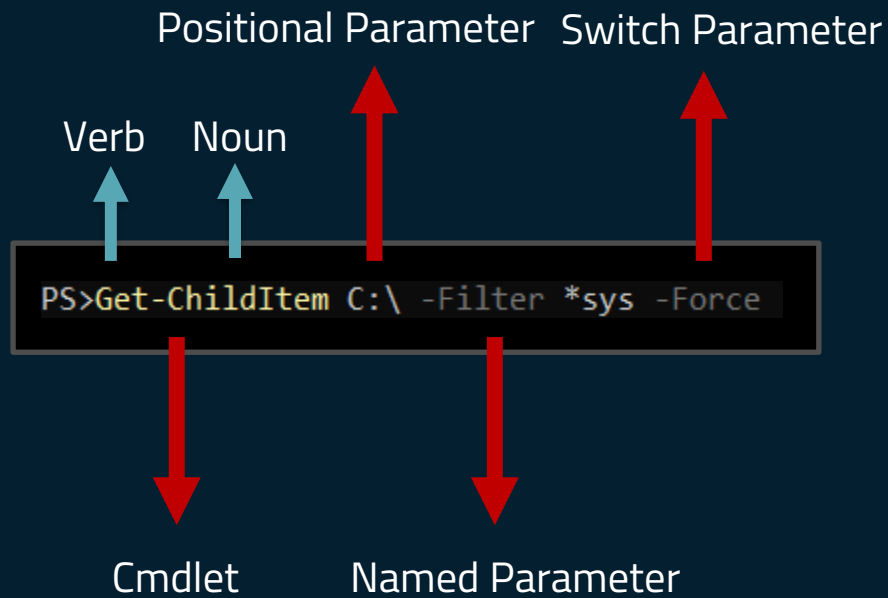 Positional Parameter Switch Parameter
Verb Noun
PS>Get-ChildItem C:\ -Filter *sys -Force
Cmdlet Named Parameter